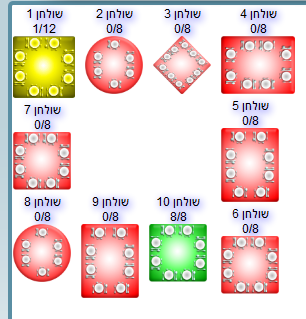 שולחן 1
1/12
שולחן 2
0/8
שולחן 3
0/8
שולחן 4
0/8
שולחן 7
0/8
שולחן 5
0/8
שולחן 8
0/8
שולחן 9
0/8
שולחן 10
8/8
שולחן 6
0/8